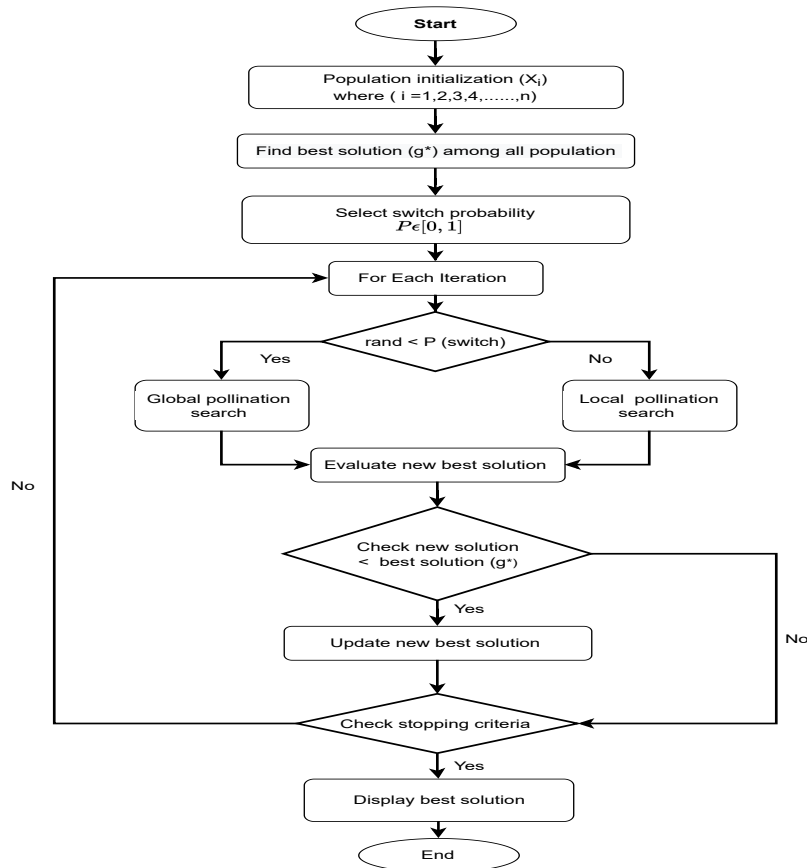 Start
Population initialization (Xi)
where ( i =1,2,3,4,......,n)
Find best solution (g*) among all population
Select switch probability
Pϵ[0, 1]
For Each Iteration
rand < P (switch)
Yes
No
Global pollination
search
Local pollination
search
Evaluate new best solution
No
Check new solution
< best solution (g*)
Yes
No
Update new best solution
Check stopping criteria
Yes
Display best solution
End